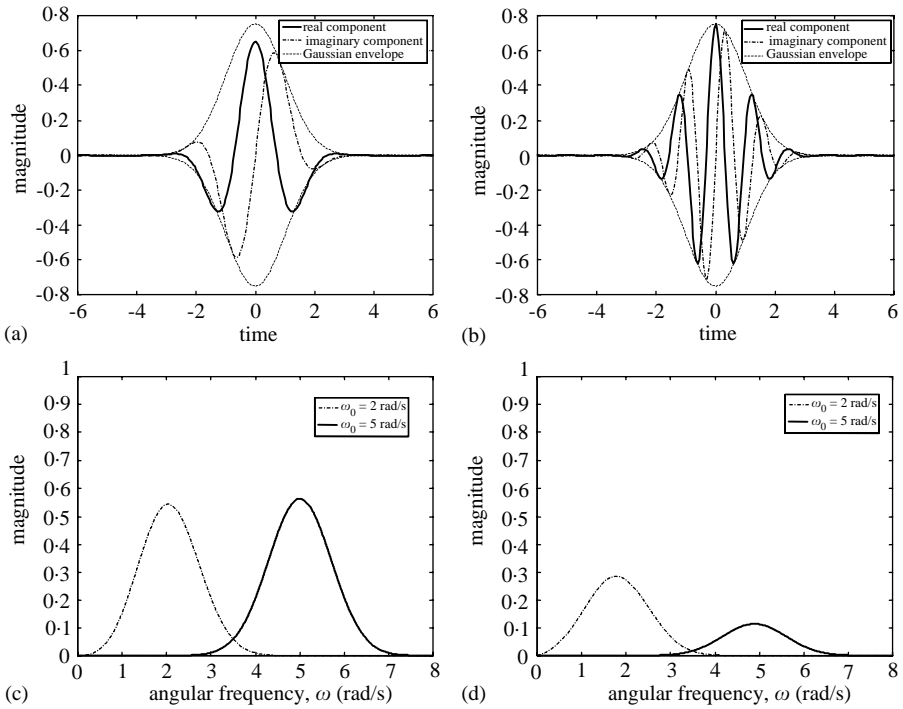 0·8
0·6
0·4
0·2
0
-0·2
-0·4
-0·6
-0·8
magnitude
-6 -4 -2 0 2 4 6
time
real component
imaginary component
Gaussian envelope
(a)
0·8
0·6
0·4
0·2
0
-0·2
-0·4
-0·6
-0·8
magnitude
-6 -4 -2 0 2 4 6
time
real component
imaginary component
Gaussian envelope
(b)
1
0·9
0·8
0·7
0·6
0·5
0·4
0·3
0·2
0·1
0
magnitude
0 1 2 3 4 5 6 7 8
angular frequency, ω (rad/s)
ω₀ = 2 rad/s
ω₀ = 5 rad/s
(c)
1
0·9
0·8
0·7
0·6
0·5
0·4
0·3
0·2
0·1
0
magnitude
0 1 2 3 4 5 6 7 8
angular frequency, ω (rad/s)
ω₀ = 2 rad/s
ω₀ = 5 rad/s
(d)